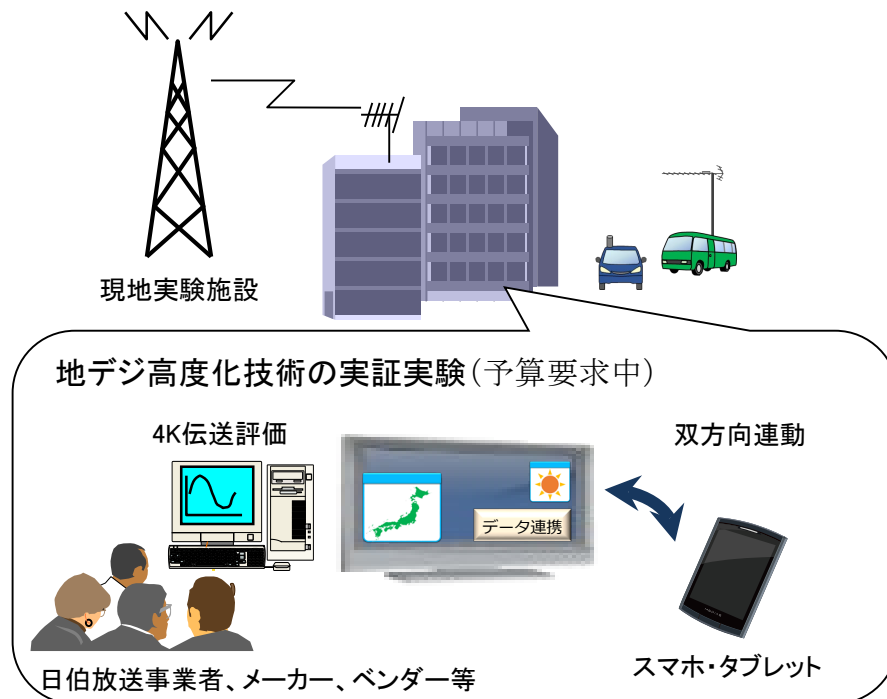 現地実験施設
地デジ高度化技術の実証実験(予算要求中)
4K伝送評価
双方向連動
データ連携
スマホ・タブレット
日伯放送事業者、メーカー、ベンダー等